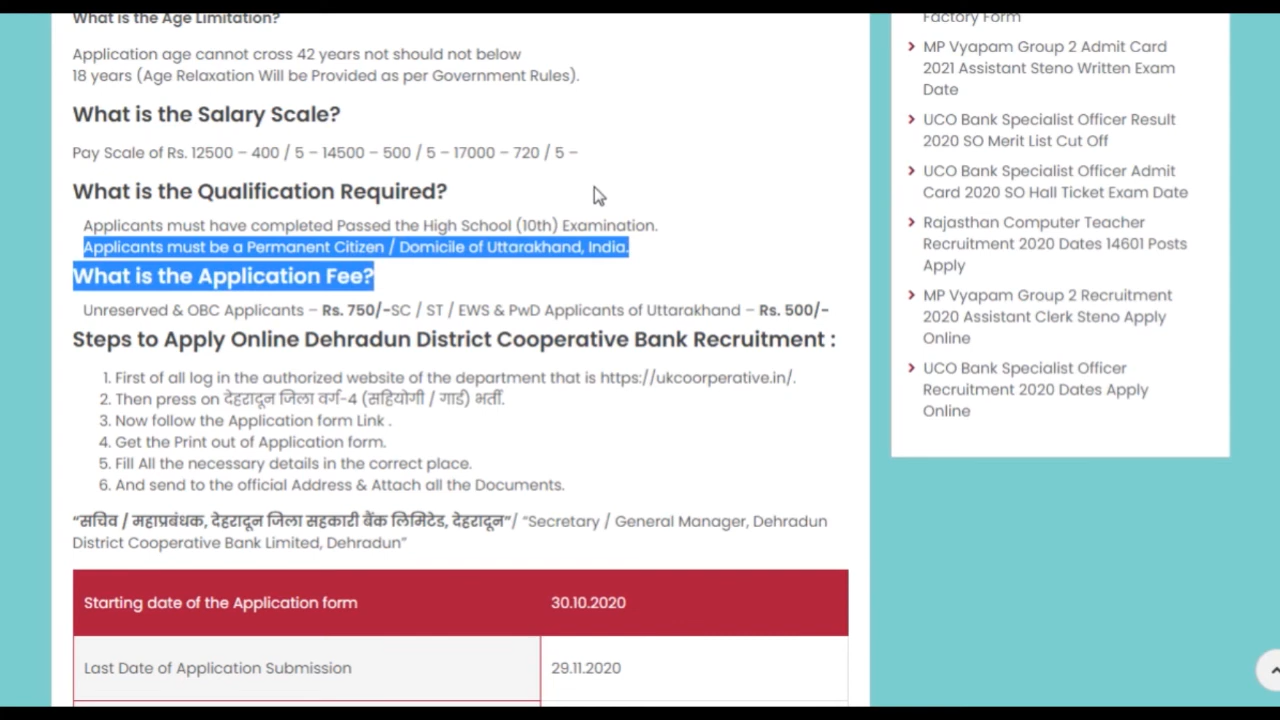 What is the Age Limitation?
Application age cannot cross 42 years not should not below
18 years (Age Relaxation Will be Provided as per Government Rules).
What is the Salary Scale?
Pay Scale of Rs. 12500 – 400 / 5 – 14500 – 500 / 5 – 17000 – 720 / 5 –
What is the Qualification Required?
Applicants must have completed Passed the High School (10th) Examination.
Applicants must be a Permanent Citizen / Domicile of Uttarakhand, India.
What is the Application Fee?
Unreserved & OBC Applicants – Rs. 750/-SC / ST / EWS & PwD Applicants of Uttarakhand – Rs. 500/-
Steps to Apply Online Dehradun District Cooperative Bank Recruitment :
1. First of all log in the authorized website of the department that is https://ukcoorperative.in/.
2. Then press on देहरादून जिला वर्ग-4 (सहियोगी / गार्ड) भर्ती.
3. Now follow the Application form Link .
4. Get the Print out of Application form.
5. Fill All the necessary details in the correct place.
6. And send to the official Address & Attach all the Documents.
“सचिव / महाप्रबंधक, देहरादून जिला सहकारी बैंक लिमिटेड, देहरादून”/ “Secretary / General Manager, Dehradun
District Cooperative Bank Limited, Dehradun”
Starting date of the Application form 30.10.2020
Last Date of Application Submission 29.11.2020
Factory Form
MP Vyapam Group 2 Admit Card
2021 Assistant Steno Written Exam
Date
UCO Bank Specialist Officer Result
2020 SO Merit List Cut Off
UCO Bank Specialist Officer Admit
Card 2020 SO Hall Ticket Exam Date
Rajasthan Computer Teacher
Recruitment 2020 Dates 14601 Posts
Apply
MP Vyapam Group 2 Recruitment
2020 Assistant Clerk Steno Apply
Online
UCO Bank Specialist Officer
Recruitment 2020 Dates Apply
Online